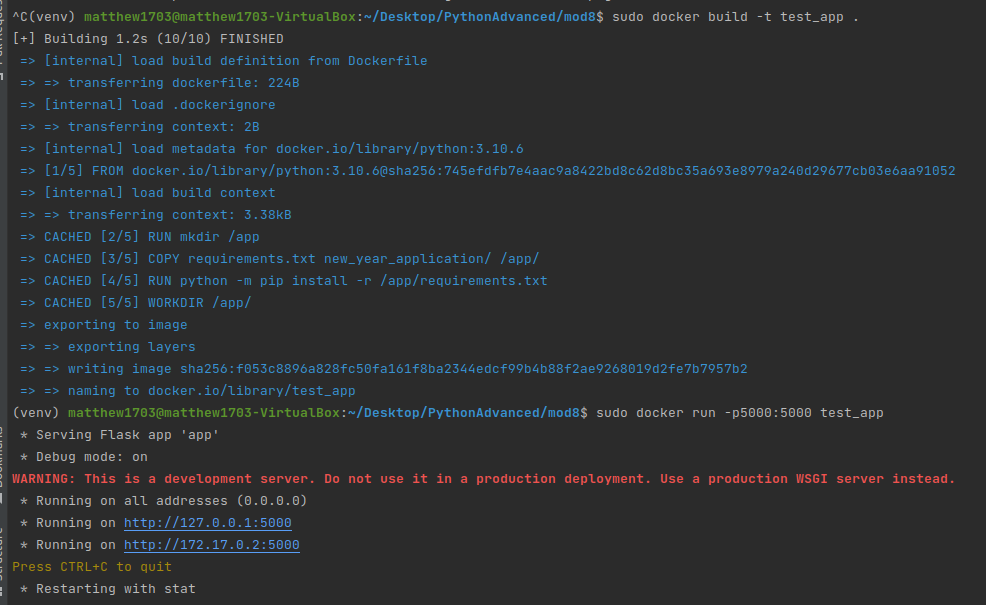 ^C(venv) matthew1703@matthew1703-VirtualBox:~/Desktop/PythonAdvanced/mod8$ sudo docker build -t test_app .
[+] Building 1.2s (10/10) FINISHED
=> [internal] load build definition from Dockerfile
=> => transferring dockerfile: 224B
=> [internal] load .dockerignore
=> => transferring context: 2B
=> [internal] load metadata for docker.io/library/python:3.10.6
=> [1/5] FROM docker.io/library/python:3.10.6@sha256:745efdfb7e4aac9a8422bd8c62d8bc35a693e8979a240d29677cb03e6aa91052
=> [internal] load build context
=> => transferring context: 3.38kB
=> CACHED [2/5] RUN mkdir /app
=> CACHED [3/5] COPY requirements.txt new_year_application/ /app/
=> CACHED [4/5] RUN python -m pip install -r /app/requirements.txt
=> CACHED [5/5] WORKDIR /app/
=> exporting to image
=> => exporting layers
=> => writing image sha256:f053c8896a828fc50fa161f8ba2344edcf99b4b88f2ae9268019d2fe7b7957b2
=> => naming to docker.io/library/test_app
(venv) matthew1703@matthew1703-VirtualBox:~/Desktop/PythonAdvanced/mod8$ sudo docker run -p5000:5000 test_app
* Serving Flask app 'app'
* Debug mode: on
WARNING: This is a development server. Do not use it in a production deployment. Use a production WSGI server instead.
* Running on all addresses (0.0.0.0)
* Running on http://127.0.0.1:5000
* Running on http://172.17.0.2:5000
Press CTRL+C to quit
* Restarting with stat